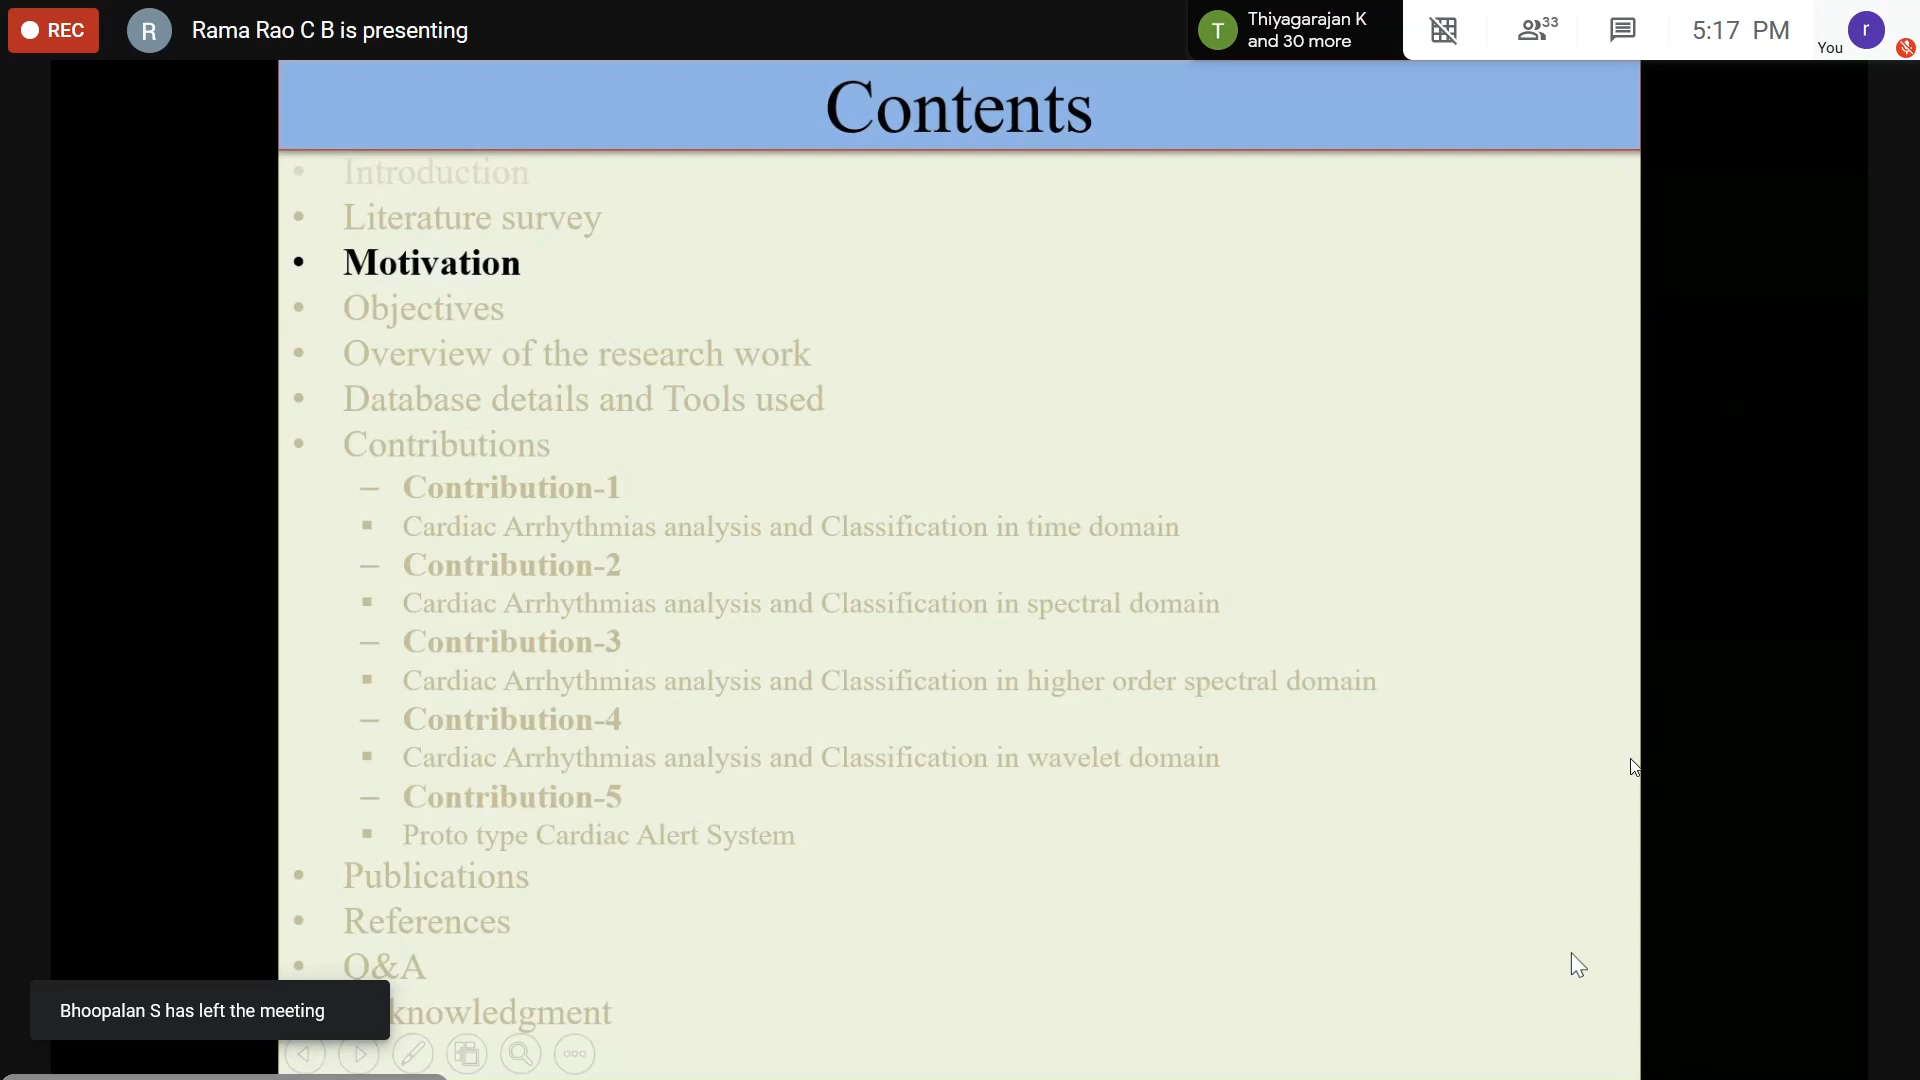 REC
R
Rama Rao C B is presenting
T
Thiyagarajan K
and 30 more
33
5:17 PM
You
r
Contents
• Introduction
• Literature survey
• Motivation
• Objectives
• Overview of the research work
• Database details and Tools used
• Contributions
– Contribution-1
▪ Cardiac Arrhythmias analysis and Classification in time domain
– Contribution-2
▪ Cardiac Arrhythmias analysis and Classification in spectral domain
– Contribution-3
▪ Cardiac Arrhythmias analysis and Classification in higher order spectral domain
– Contribution-4
▪ Cardiac Arrhythmias analysis and Classification in wavelet domain
– Contribution-5
▪ Proto type Cardiac Alert System
• Publications
• References
• Q&A
knowledgment
Bhoopalan S has left the meeting